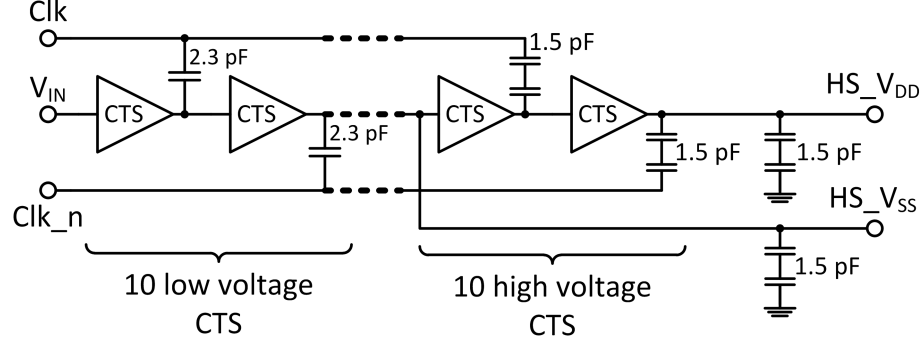 Clk
2.3 pF
1.5 pF
V_IN
CTS
CTS
CTS
CTS
HS_V_DD
2.3 pF
1.5 pF
1.5 pF
Clk_n
HS_V_SS
1.5 pF
10 low voltage
CTS
10 high voltage
CTS